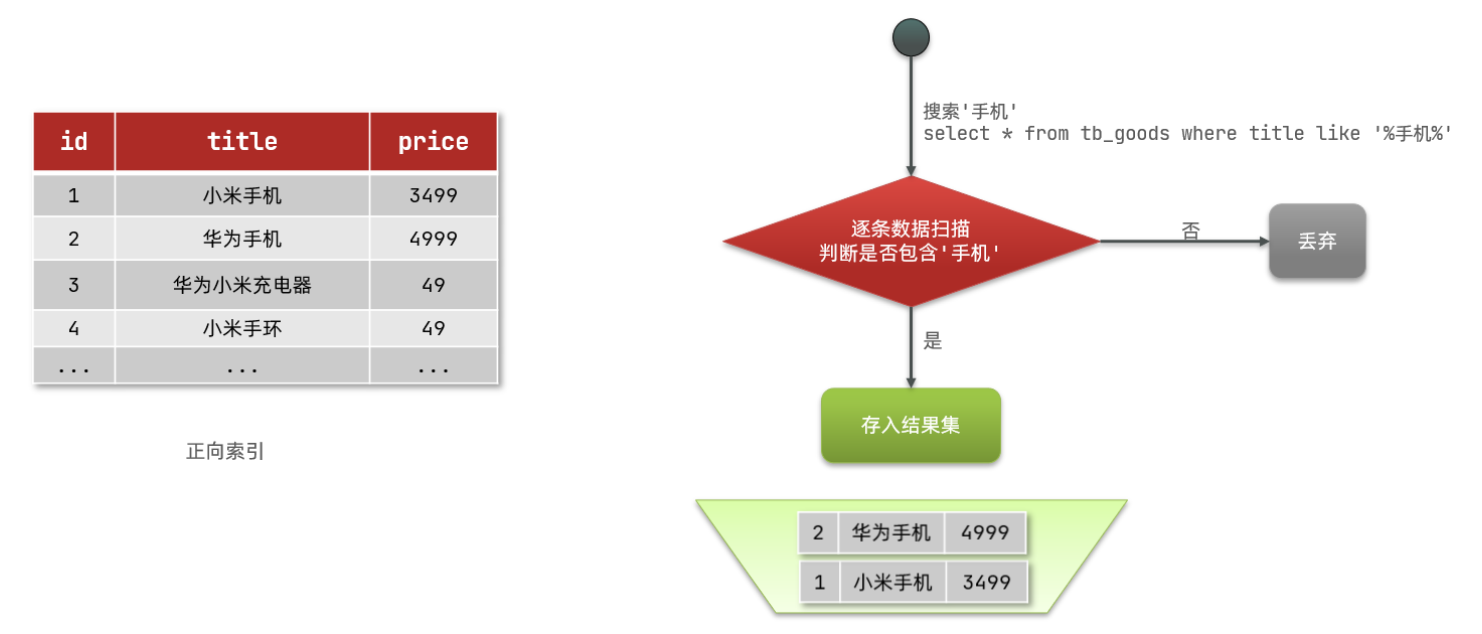 id title price
1 小米手机 3499
2 华为手机 4999
3 华为小米充电器 49
4 小米手环 49
... ... ...
正向索引
搜索'手机'
select * from tb_goods where title like '%手机%'
逐条数据扫描
判断是否包含'手机'
否
丢弃
是
存入结果集
2 华为手机 4999
1 小米手机 3499